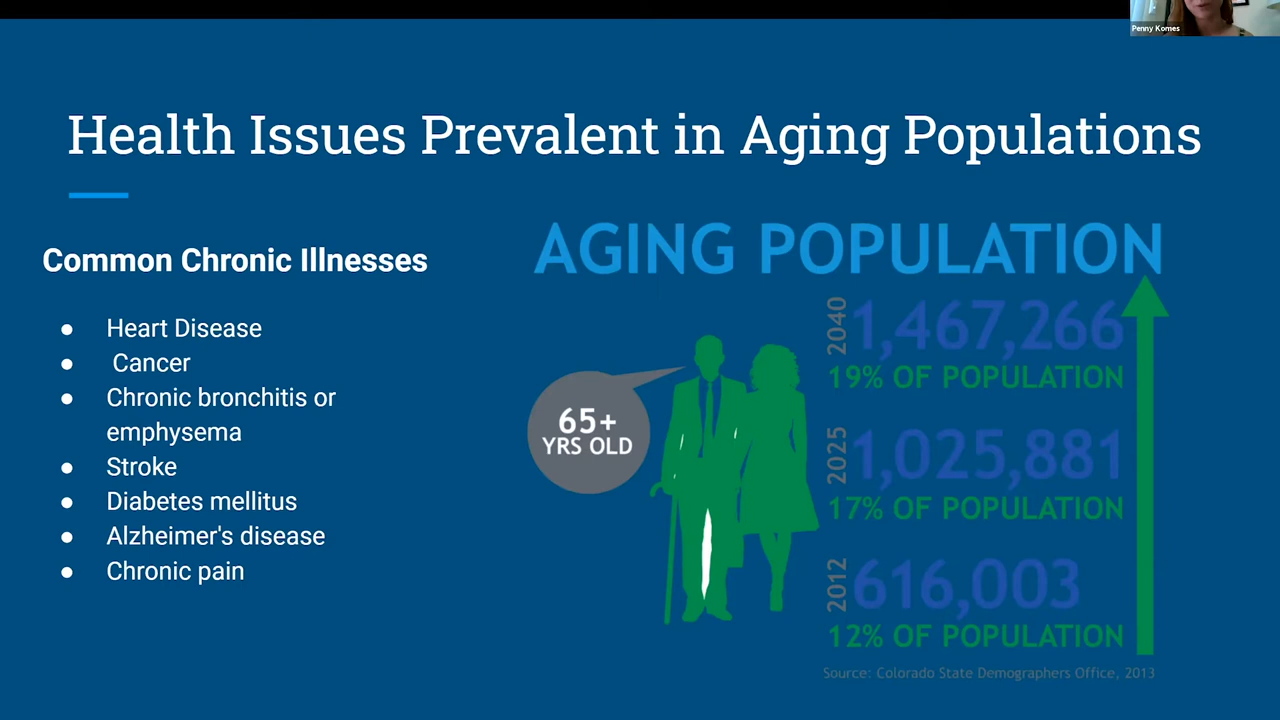 Penny Komes
Health Issues Prevalent in Aging Populations
Common Chronic Illnesses
● Heart Disease
● Cancer
● Chronic bronchitis or
emphysema
● Stroke
● Diabetes mellitus
● Alzheimer's disease
● Chronic pain
AGING POPULATION
65+
YRS OLD
2040
1,467,266
19% OF POPULATION
2025
1,025,881
17% OF POPULATION
2012
616,003
12% OF POPULATION
Source: Colorado State Demographers Office, 2013